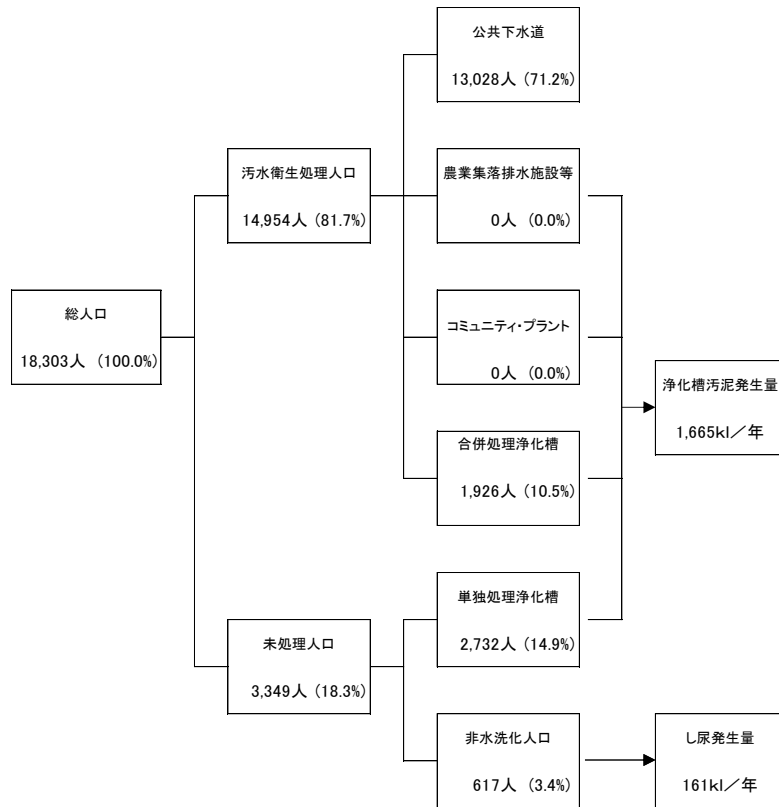 公共下水道
13,028人 (71.2%)
汚水衛生処理人口
14,954人 (81.7%)
農業集落排水施設等
0人 (0.0%)
総人口
18,303人 (100.0%)
コミュニティ・プラント
0人 (0.0%)
浄化槽汚泥発生量
1,665kl／年
合併処理浄化槽
1,926人 (10.5%)
未処理人口
3,349人 (18.3%)
単独処理浄化槽
2,732人 (14.9%)
非水洗化人口
617人 (3.4%)
し尿発生量
161kl／年